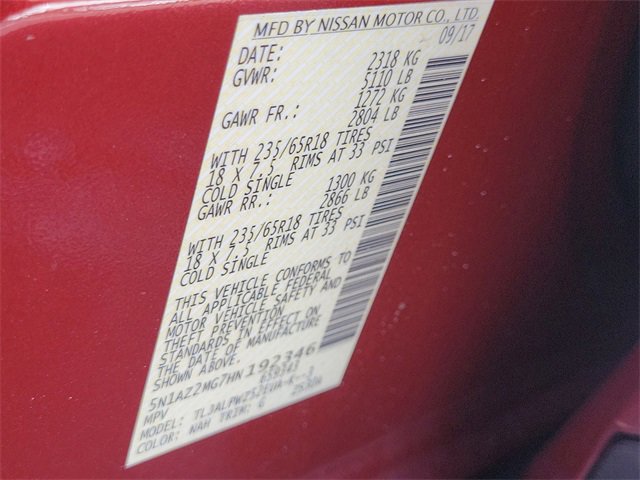 MFD BY NISSAN MOTOR CO., LTD.
DATE: 09/17
GVWR: 2318 KG
5110 LB
GAWR FR.: 1272 KG
2804 LB
WITH 235/65R18 TIRES
18 X 7.5 RIMS AT 33 PSI
COLD SINGLE
GAWR RR.: 1300 KG
2866 LB
WITH 235/65R18 TIRES
18 X 7.5 RIMS AT 33 PSI
COLD SINGLE
THIS VEHICLE CONFORMS TO
ALL APPLICABLE FEDERAL
MOTOR VEHICLE SAFETY AND
THEFT PREVENTION
STANDARDS IN EFFECT ON
THE DATE OF MANUFACTURE
SHOWN ABOVE.
5N1AZ2MG7HN192346
MPV
MODEL:
COLOR: NAH TRIM: G